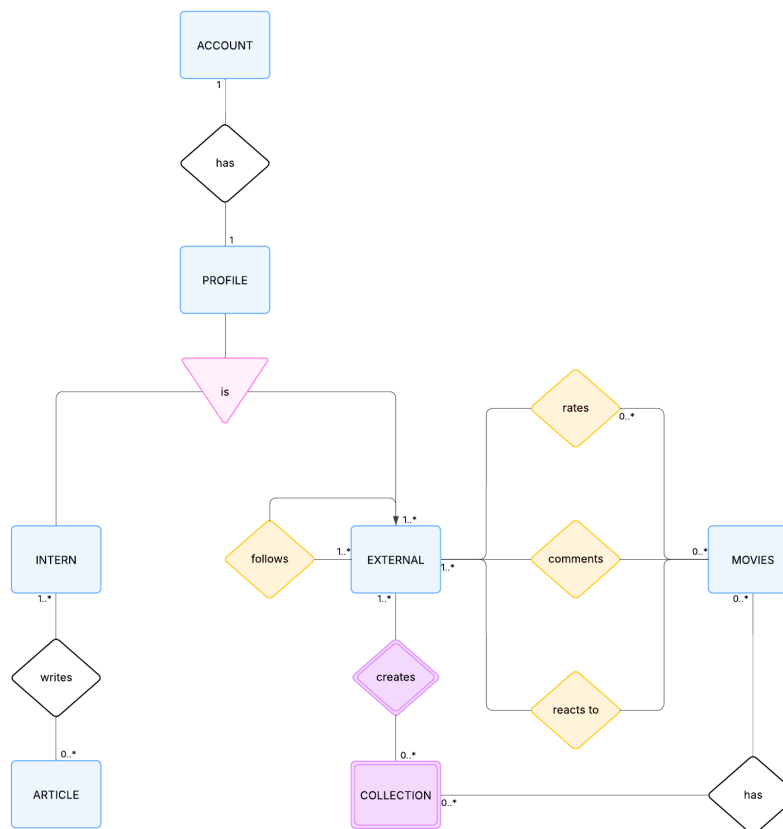 ACCOUNT
1
has
1
PROFILE
is
rates
0..*
1..*
INTERN
follows
1..*
EXTERNAL
1..*
comments
0..*
MOVIES
1..*
1..*
0..*
writes
creates
reacts to
0..*
0..*
ARTICLE
COLLECTION
0..*
has